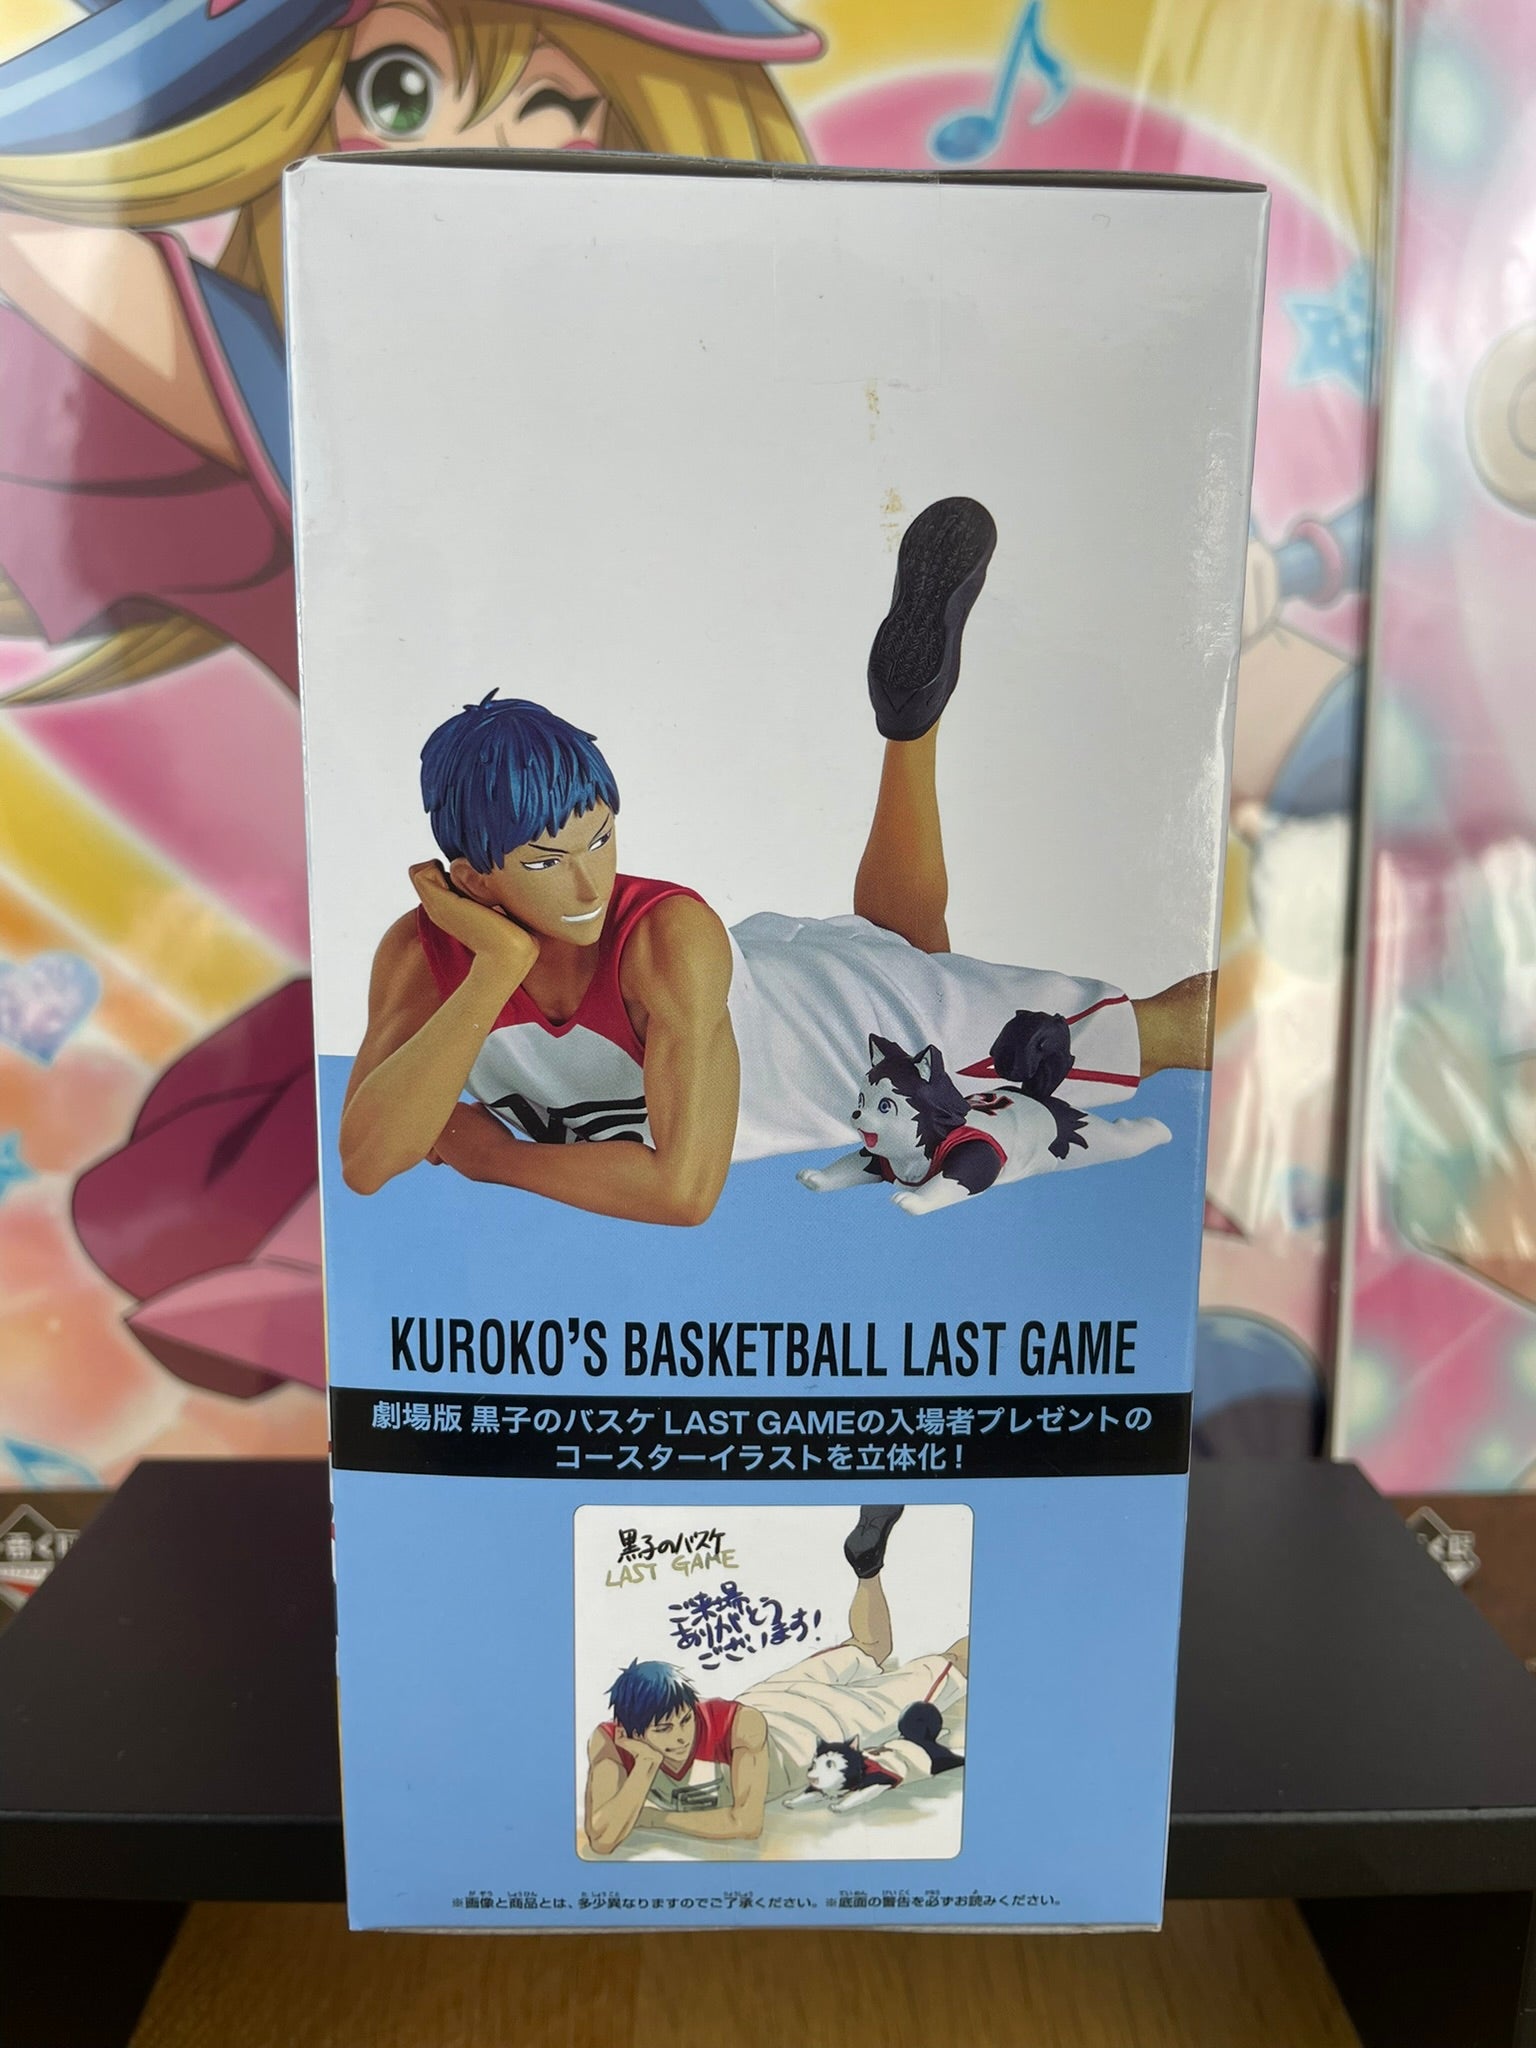 KUROKO'S BASKETBALL LAST GAME
劇場版 黒子のバスケ LAST GAMEの入場者プレゼントの
コースターイラストを立体化！
黒子のバスケ
LAST GAME
ご来場
ありがとう
ございます！
※画像と商品とは、多少異なりますのでご了承ください。※底面の警告を必ずお読みください。